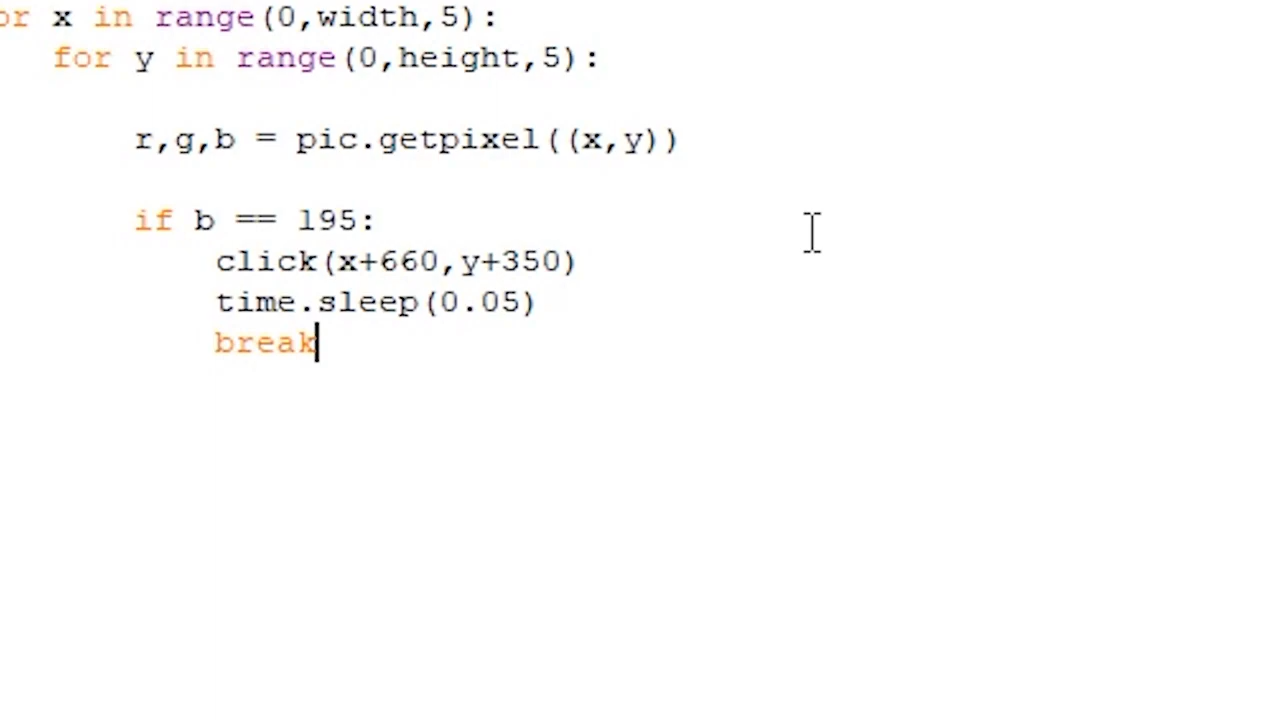 or x in range(0,width,5):
for y in range(0,height,5):
r,g,b = pic.getpixel((x,y))
if b == 195:
click(x+660,y+350)
time.sleep(0.05)
break